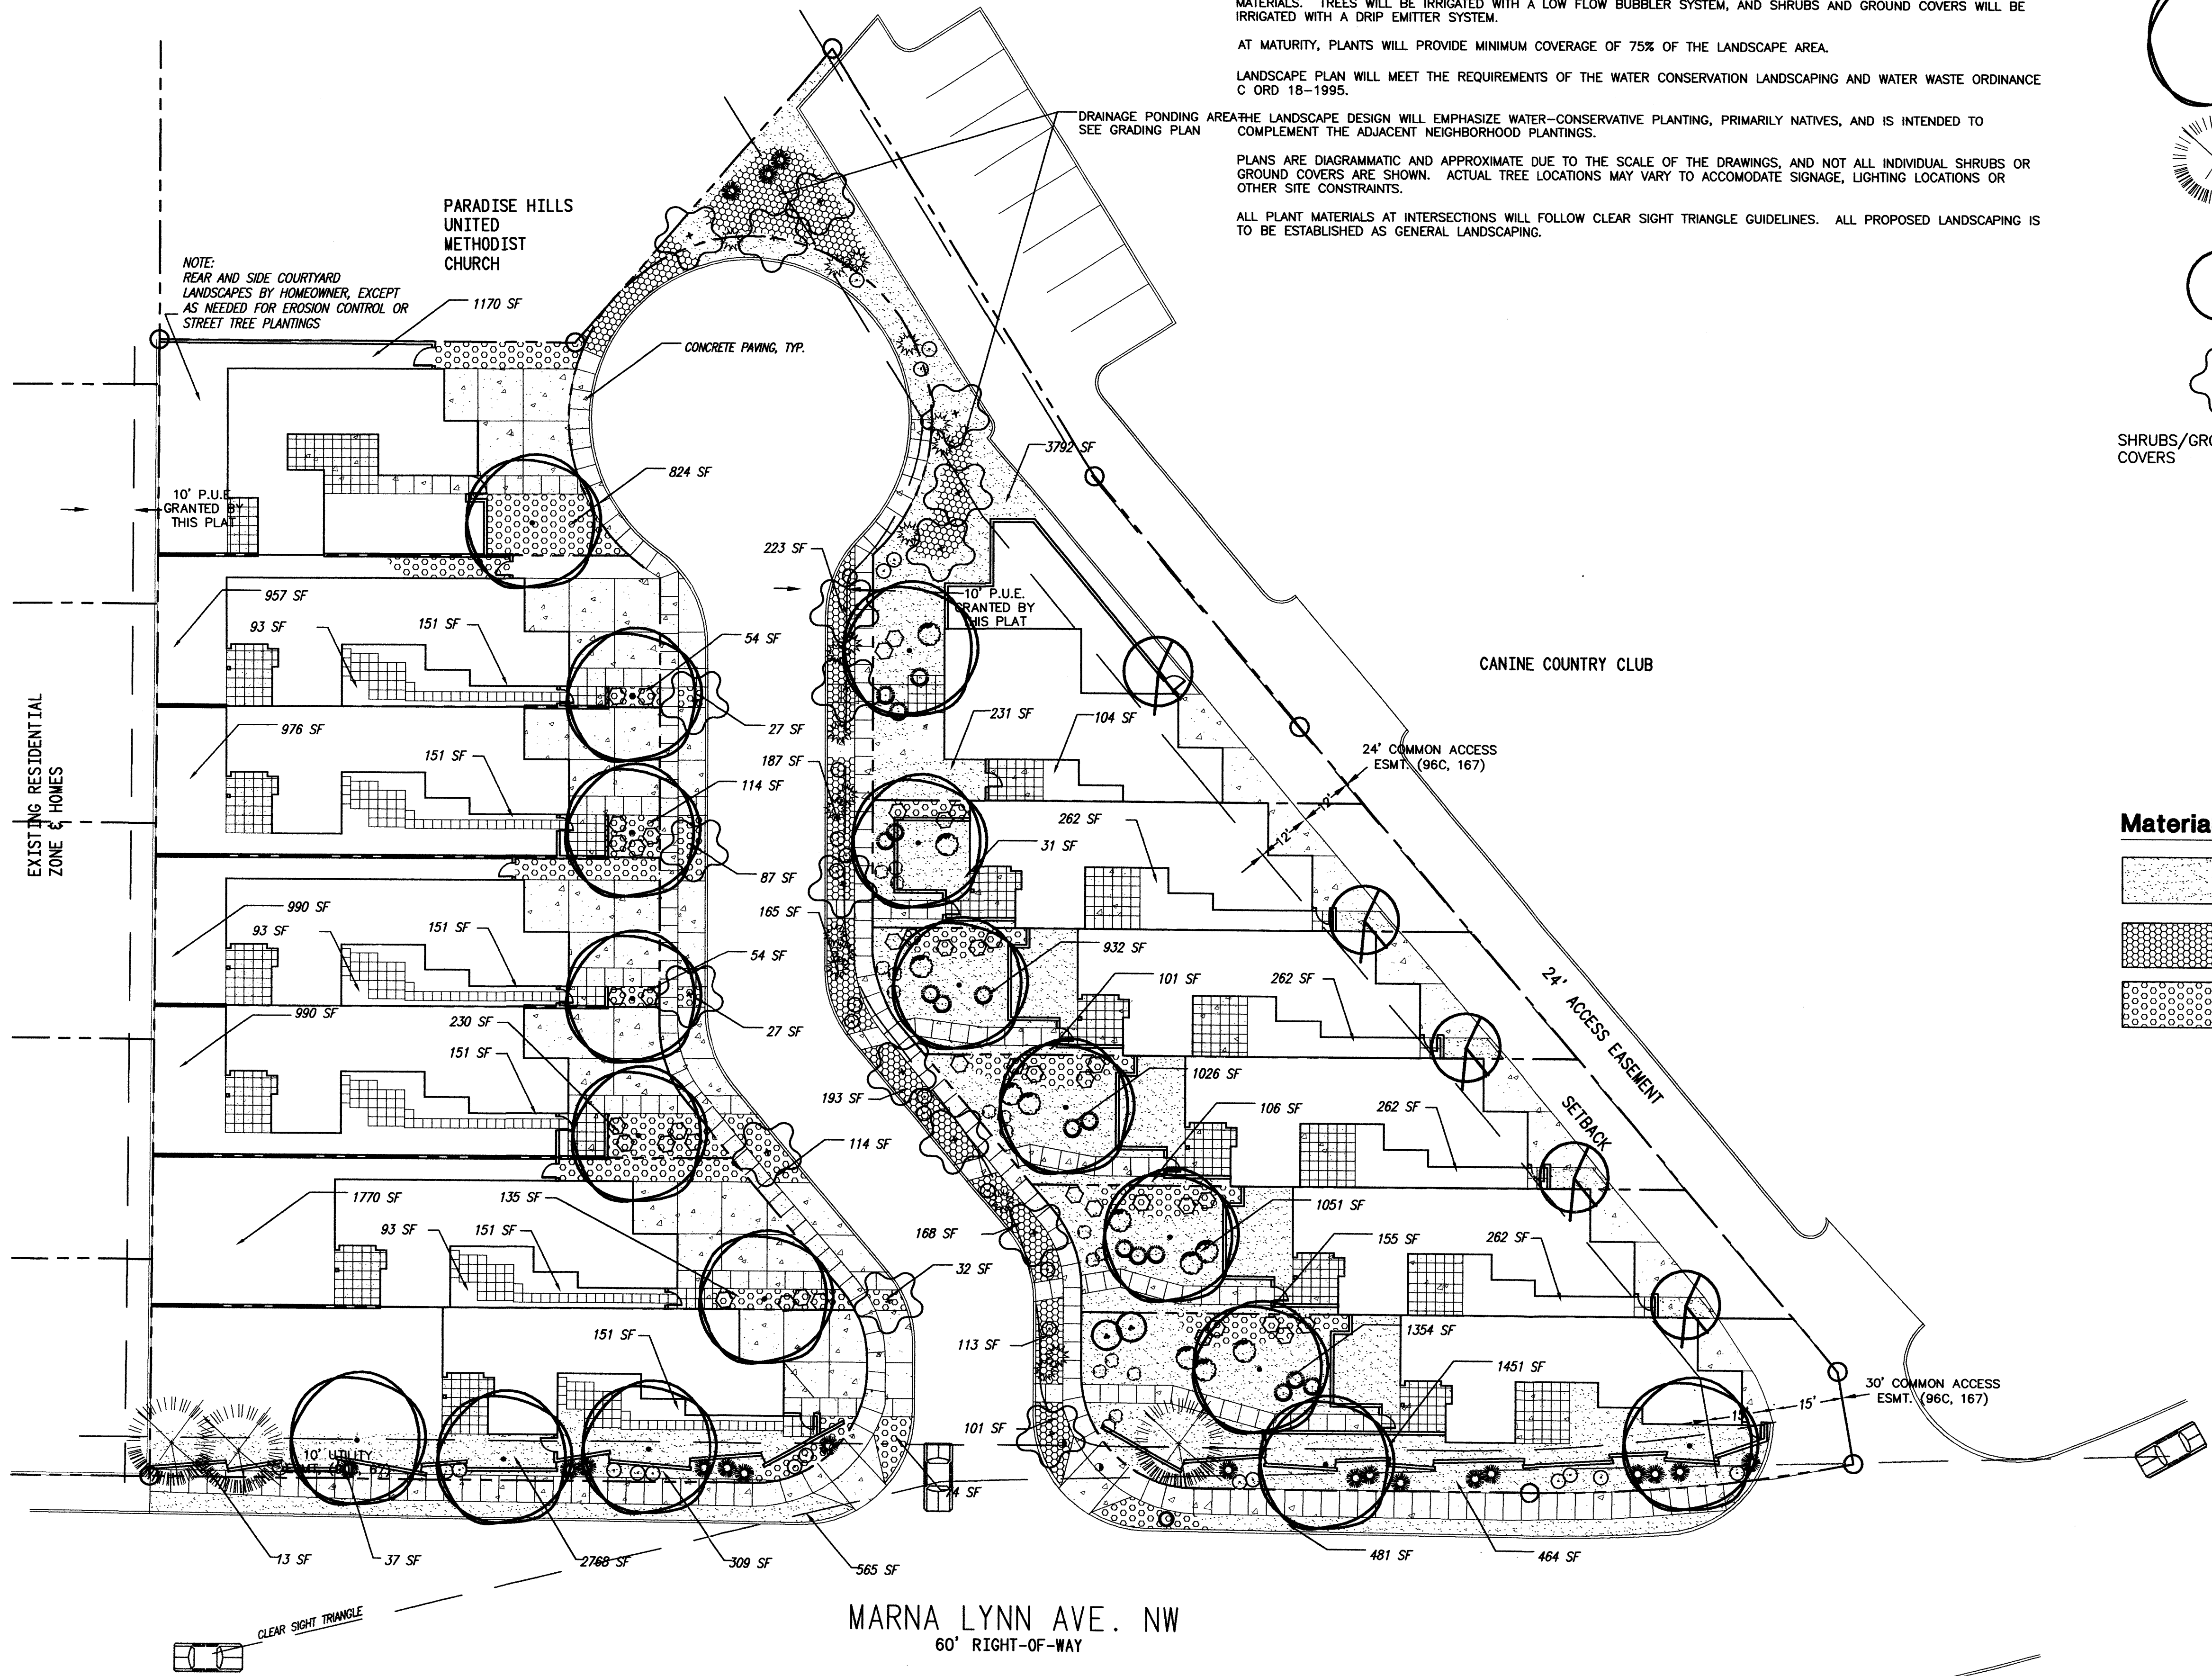 MATERIALS. TREES WILL BE IRRIGATED WITH A LOW FLOW BUBBLER SYSTEM, AND SHRUBS AND GROUND COVERS WILL BE
IRRIGATED WITH A DRIP EMITTER SYSTEM.
AT MATURITY, PLANTS WILL PROVIDE MINIMUM COVERAGE OF 75% OF THE LANDSCAPE AREA.
LANDSCAPE PLAN WILL MEET THE REQUIREMENTS OF THE WATER CONSERVATION LANDSCAPING AND WATER WASTE ORDINANCE
C ORD 18-1995.
THE LANDSCAPE DESIGN WILL EMPHASIZE WATER-CONSERVATIVE PLANTING, PRIMARILY NATIVES, AND IS INTENDED TO
COMPLEMENT THE ADJACENT NEIGHBORHOOD PLANTINGS.
PLANS ARE DIAGRAMMATIC AND APPROXIMATE DUE TO THE SCALE OF THE DRAWINGS, AND NOT ALL INDIVIDUAL SHRUBS OR
GROUND COVERS ARE SHOWN. ACTUAL TREE LOCATIONS MAY VARY TO ACCOMODATE SIGNAGE, LIGHTING LOCATIONS OR
OTHER SITE CONSTRAINTS.
ALL PLANT MATERIALS AT INTERSECTIONS WILL FOLLOW CLEAR SIGHT TRIANGLE GUIDELINES. ALL PROPOSED LANDSCAPING IS
TO BE ESTABLISHED AS GENERAL LANDSCAPING.
DRAINAGE PONDING AREA
SEE GRADING PLAN
PARADISE HILLS
UNITED
METHODIST
CHURCH
NOTE:
REAR AND SIDE COURTYARD
LANDSCAPES BY HOMEOWNER, EXCEPT
AS NEEDED FOR EROSION CONTROL OR
STREET TREE PLANTINGS
1170 SF
CONCRETE PAVING, TYP.
SHRUBS/GRO
COVERS
3792 SF
824 SF
10' P.U.E.
GRANTED BY
THIS PLAT
223 SF
957 SF
93 SF
151 SF
54 SF
10' P.U.E.
GRANTED BY
THIS PLAT
CANINE COUNTRY CLUB
27 SF
231 SF
104 SF
976 SF
151 SF
187 SF
114 SF
24' COMMON ACCESS
ESMT. (96C, 167)
12'
12'
EXISTING RESIDENTIAL
ZONE & HOMES
262 SF
31 SF
87 SF
Materia
990 SF
93 SF
151 SF
165 SF
54 SF
932 SF
101 SF
262 SF
24' ACCESS EASEMENT
990 SF
230 SF
151 SF
27 SF
193 SF
1026 SF
106 SF
262 SF
SETBACK
114 SF
1770 SF
135 SF
93 SF
151 SF
168 SF
32 SF
1051 SF
155 SF
262 SF
151 SF
113 SF
1354 SF
1451 SF
30' COMMON ACCESS
ESMT. (96C, 167)
15'
15'
101 SF
10' UTILITY
13 SF
37 SF
2768 SF
309 SF
565 SF
481 SF
464 SF
CLEAR SIGHT TRIANGLE
MARNA LYNN AVE. NW
60' RIGHT-OF-WAY